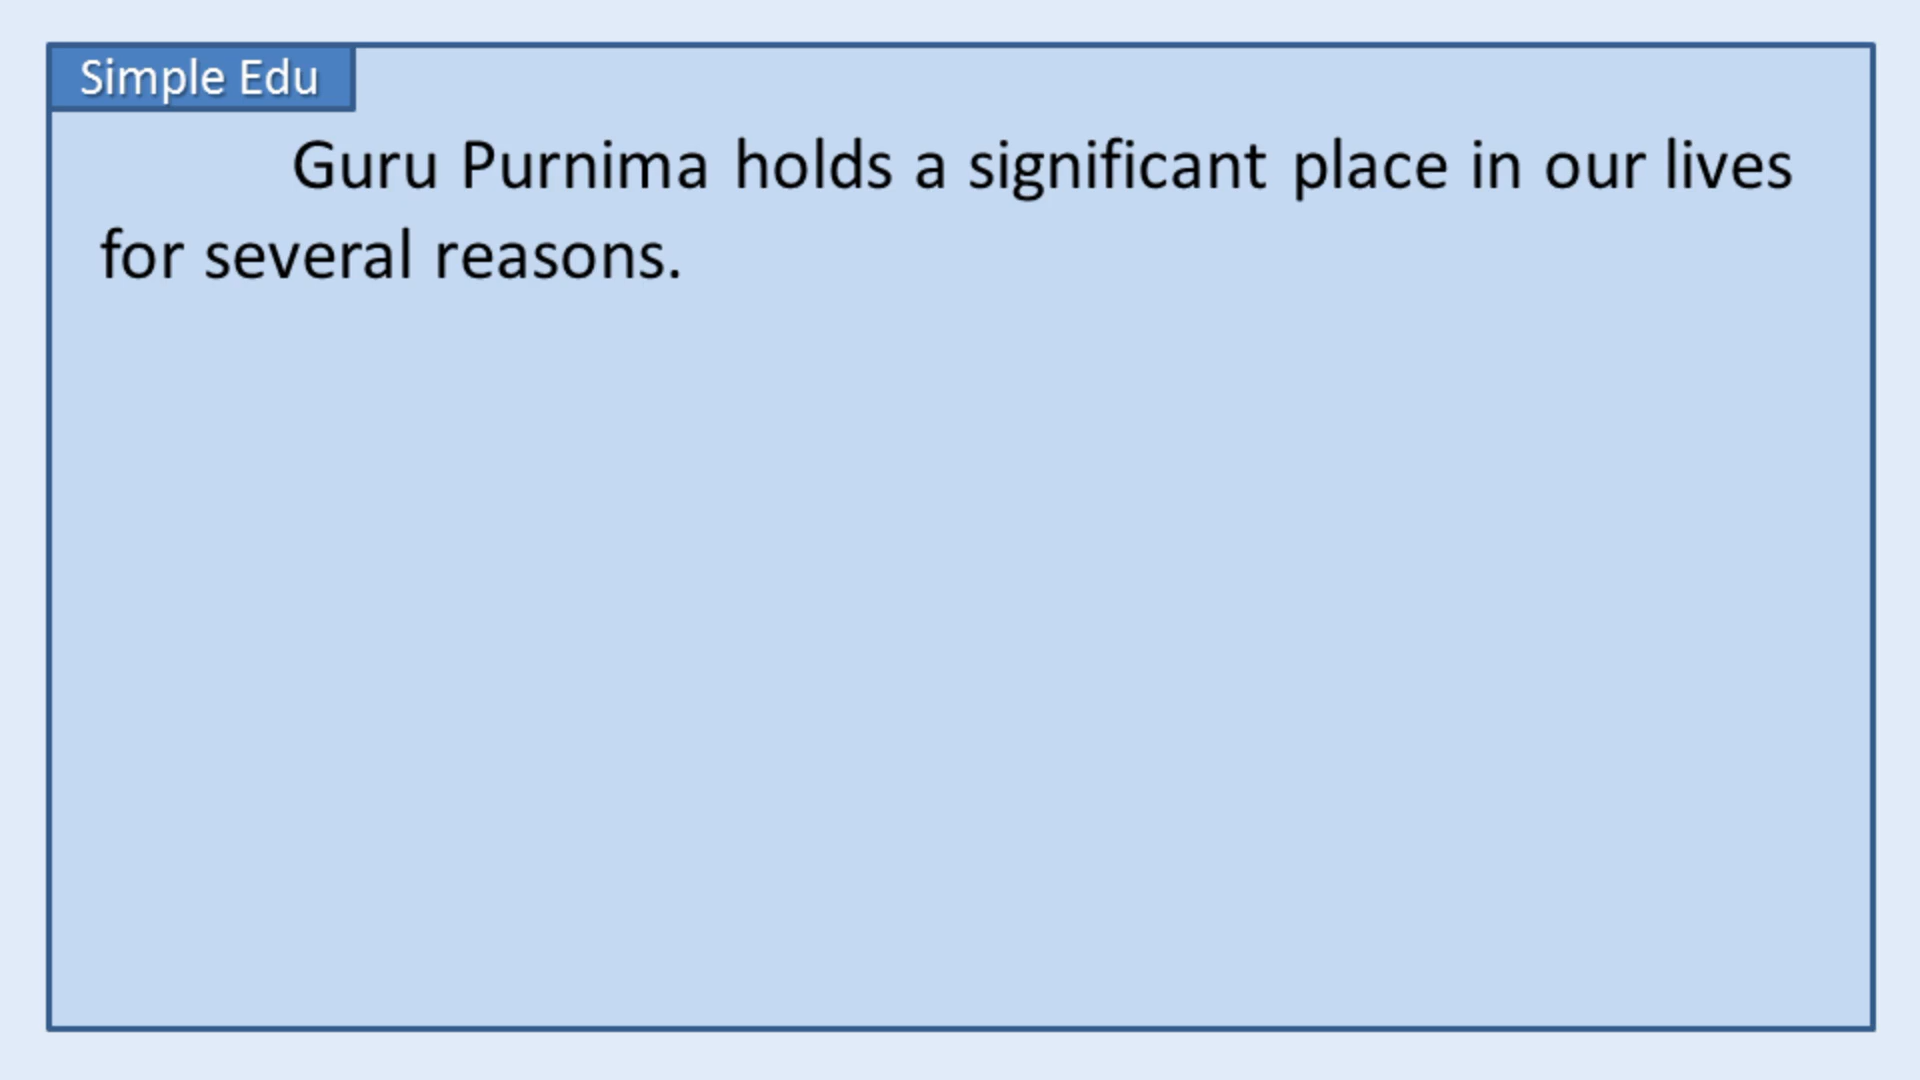 Simple Edu
Guru Purnima holds a significant place in our lives
for several reasons.